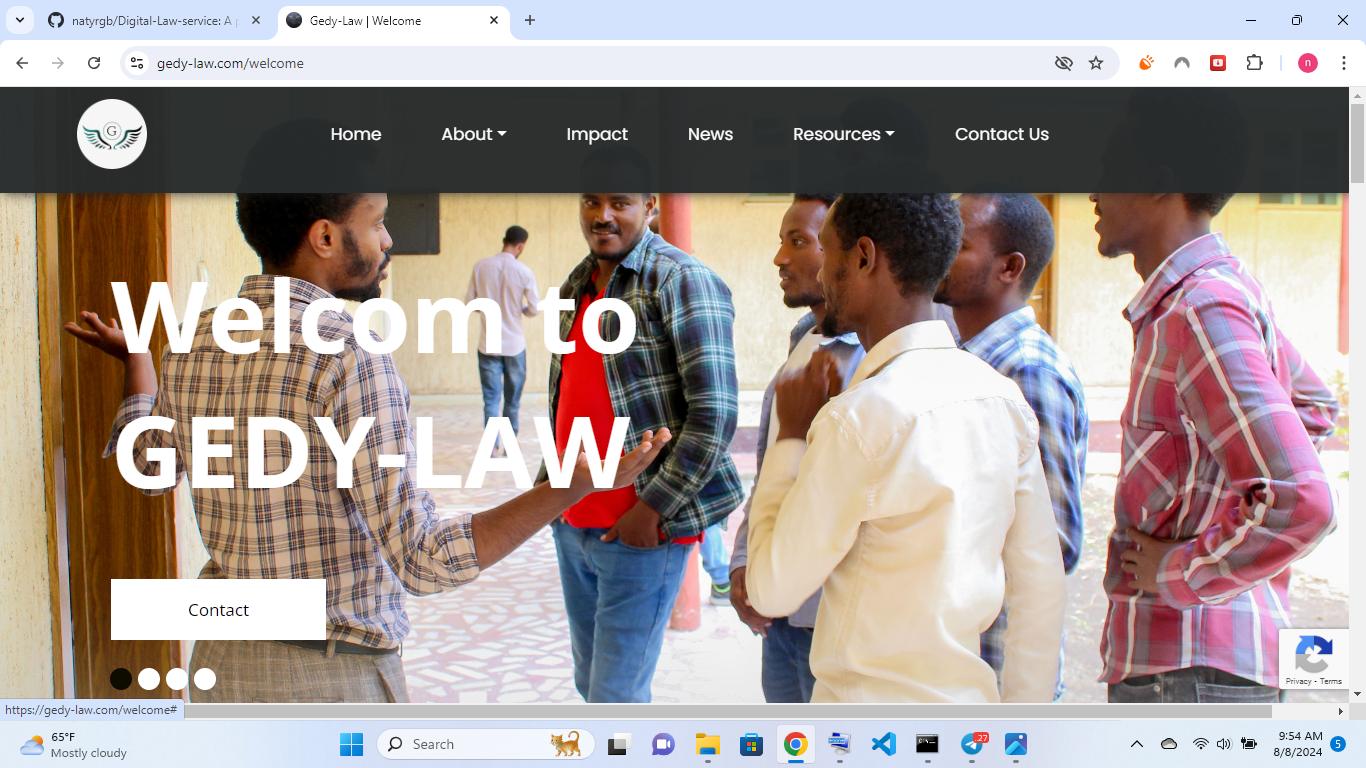 natyrgb/Digital-Law-service: A p
Gedy-Law | Welcome
gedy-law.com/welcome
n
G
Home
About
Impact
News
Resources
Contact Us
Welcom to
GEDY-LAW
Contact
Privacy - Terms
https://gedy-law.com/welcome#
65°F
Mostly cloudy
Search
27
9:54 AM
8/8/2024
5